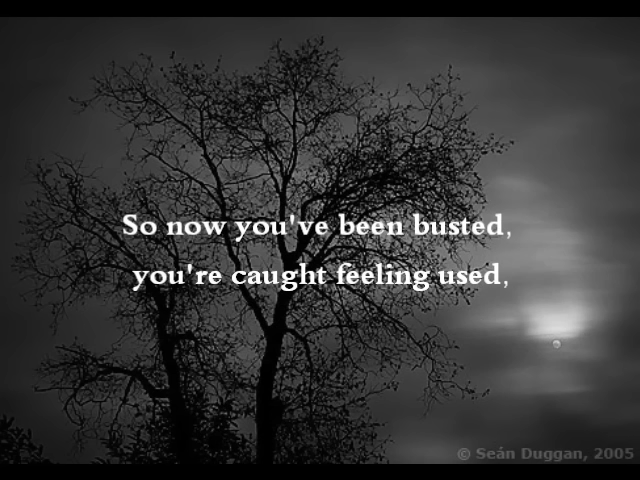 So now you've been busted,
you're caught feeling used,
© Seán Duggan, 2005